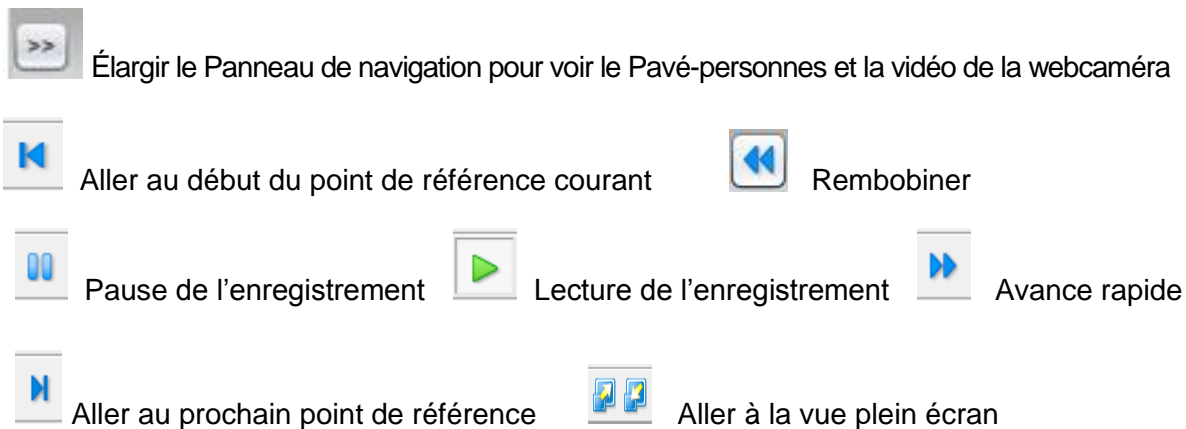 >> Élargir le Panneau de navigation pour voir le Pavé-personnes et la vidéo de la webcaméra
Aller au début du point de référence courant Rembobiner
Pause de l’enregistrement Lecture de l’enregistrement Avance rapide
Aller au prochain point de référence Aller à la vue plein écran